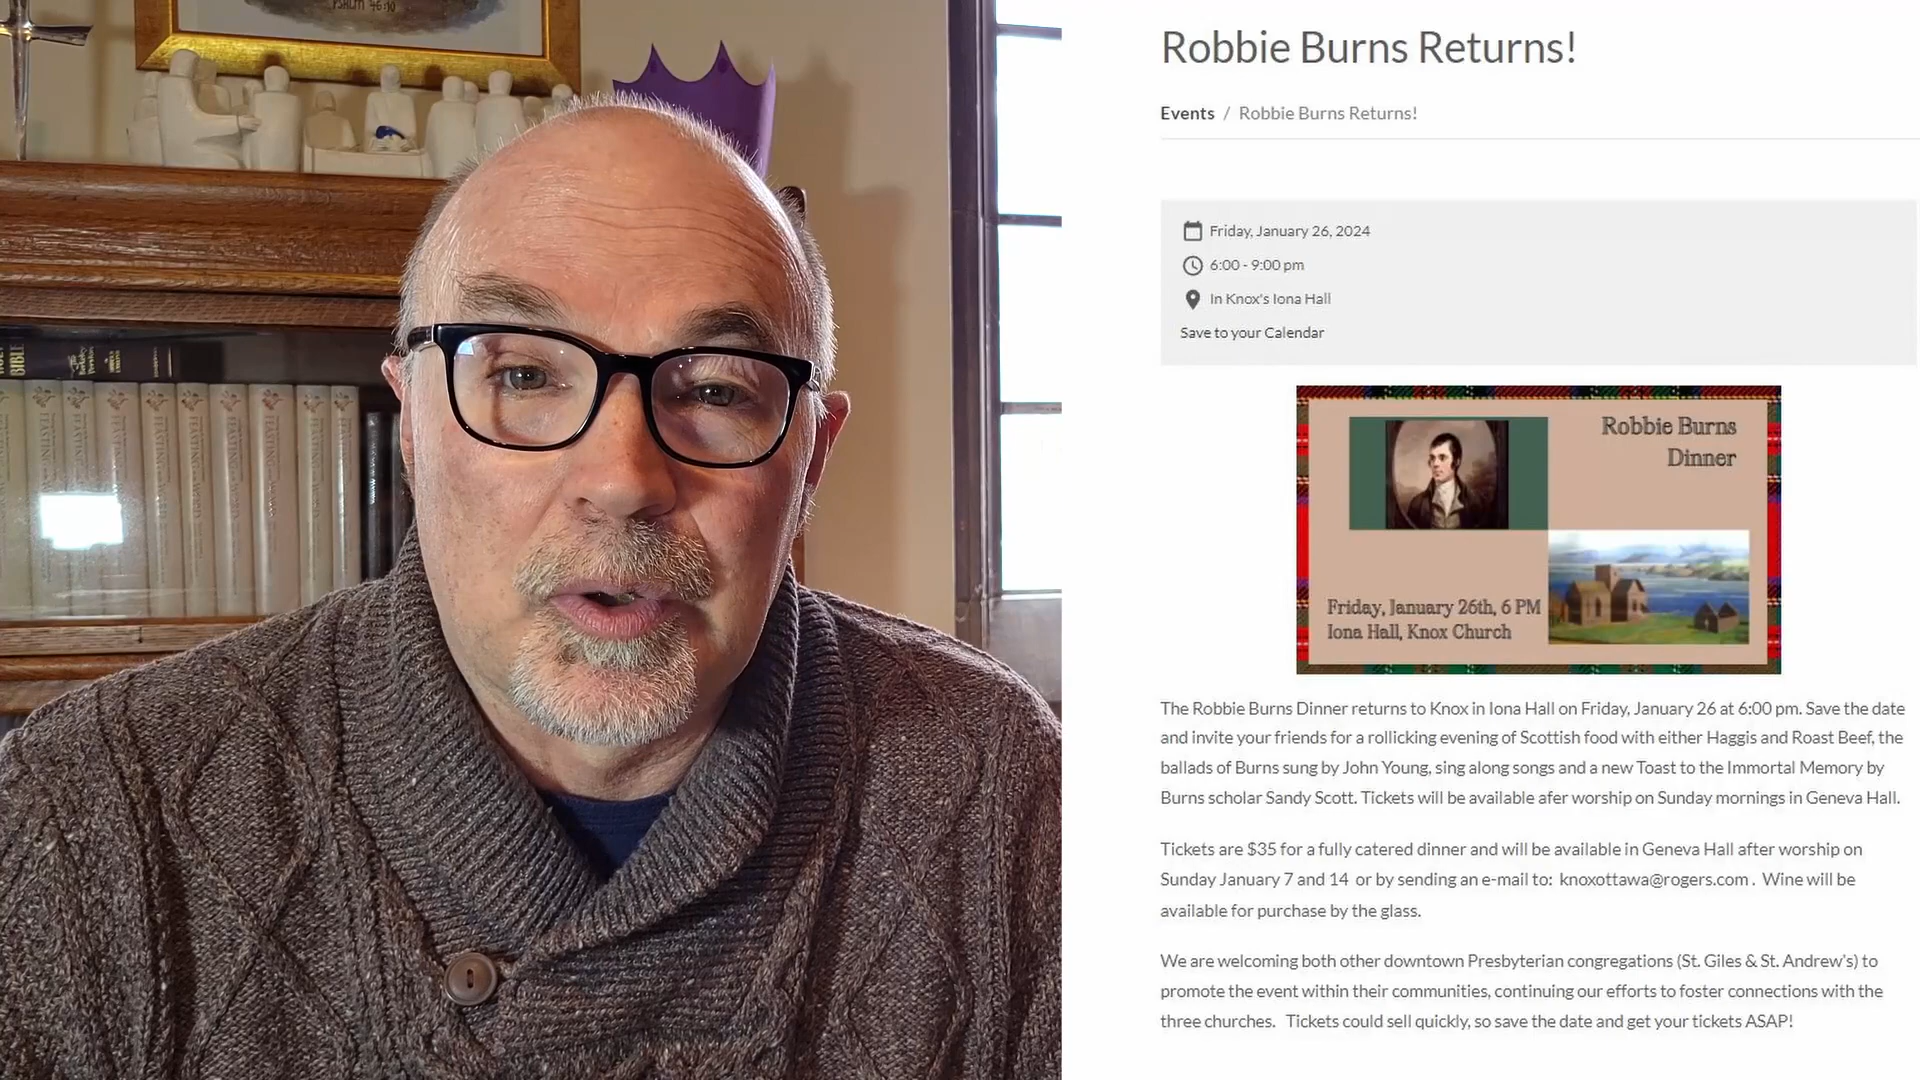 PSALM 46:10
BIBLE
FEASTING
FEASTING
FEASTING
FEASTING
FEASTING
Robbie Burns Returns!
Events / Robbie Burns Returns!
Friday, January 26, 2024
6:00 - 9:00 pm
In Knox's Iona Hall
Save to your Calendar
Robbie Burns
Dinner
Friday, January 26th, 6 PM
Iona Hall, Knox Church
The Robbie Burns Dinner returns to Knox in Iona Hall on Friday, January 26 at 6:00 pm. Save the date
and invite your friends for a rollicking evening of Scottish food with either Haggis and Roast Beef, the
ballads of Burns sung by John Young, sing along songs and a new Toast to the Immortal Memory by
Burns scholar Sandy Scott. Tickets will be available afer worship on Sunday mornings in Geneva Hall.
Tickets are $35 for a fully catered dinner and will be available in Geneva Hall after worship on
Sunday January 7 and 14 or by sending an e-mail to: knoxottawa@rogers.com . Wine will be
available for purchase by the glass.
We are welcoming both other downtown Presbyterian congregations (St. Giles & St. Andrew's) to
promote the event within their communities, continuing our efforts to foster connections with the
three churches. Tickets could sell quickly, so save the date and get your tickets ASAP!